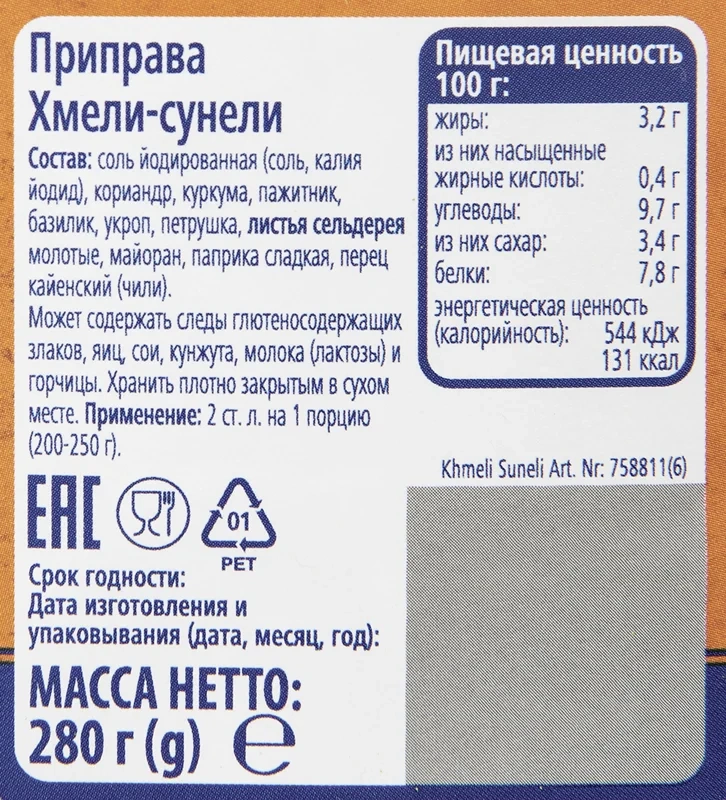 Приправа
Хмели-сунели
Состав: соль йодированная (соль, калия
йодид), кориандр, куркума, пажитник,
базилик, укроп, петрушка, листья сельдерея
молотые, майоран, паприка сладкая, перец
кайенский (чили).
Может содержать следы глютеносодержащих
злаков, яиц, сои, кунжута, молока (лактозы) и
горчицы. Хранить плотно закрытым в сухом
месте. Применение: 2 ст. л. на 1 порцию
(200-250 г).
EAC
01
PET
Срок годности:
Дата изготовления и
упаковывания (дата, месяц, год):
МАССА НЕТТО:
280 г (g) ℮
Пищевая ценность
100 г:
жиры: 3,2 г
из них насыщенные
жирные кислоты: 0,4 г
углеводы: 9,7 г
из них сахар: 3,4 г
белки: 7,8 г
энергетическая ценность
(калорийность): 544 кДж
131 ккал
Khmeli Suneli Art. Nr: 758811(6)